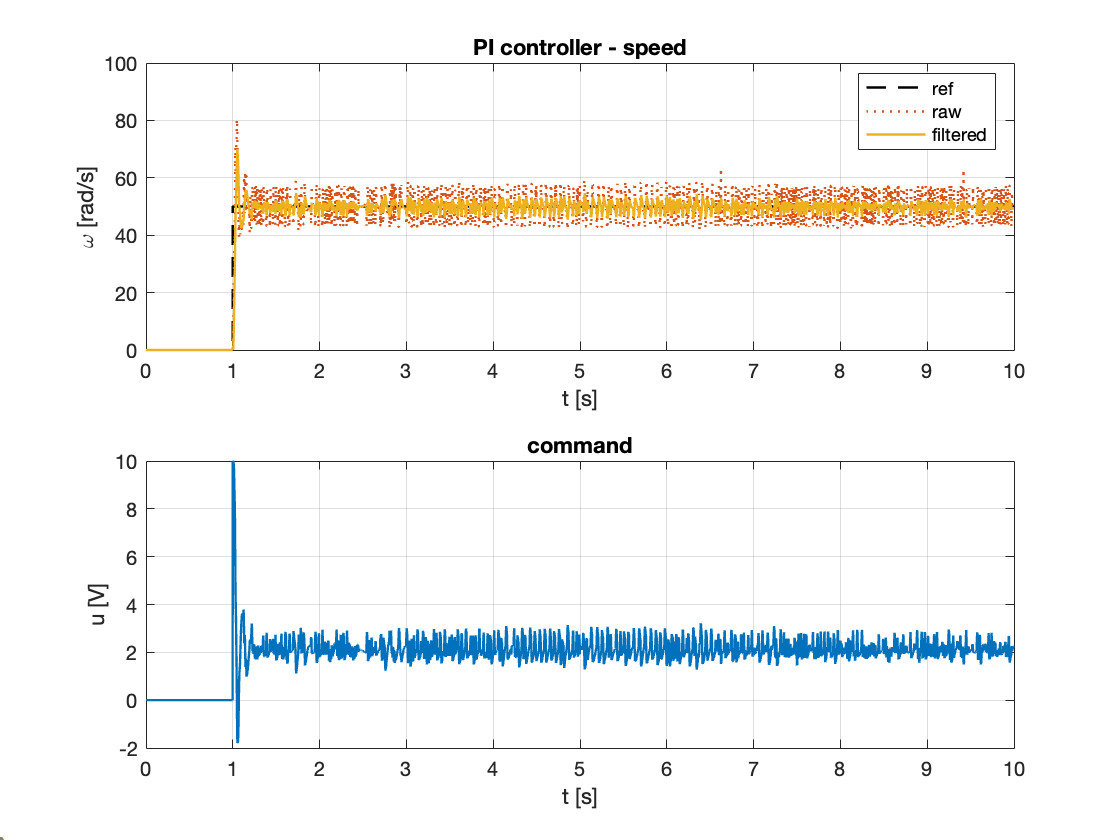 PI controller - speed
100
80
60
40
20
0
ω [rad/s]
ref
raw
filtered
0 1 2 3 4 5 6 7 8 9 10
t [s]
command
10
8
6
4
2
0
-2
u [V]
0 1 2 3 4 5 6 7 8 9 10
t [s]